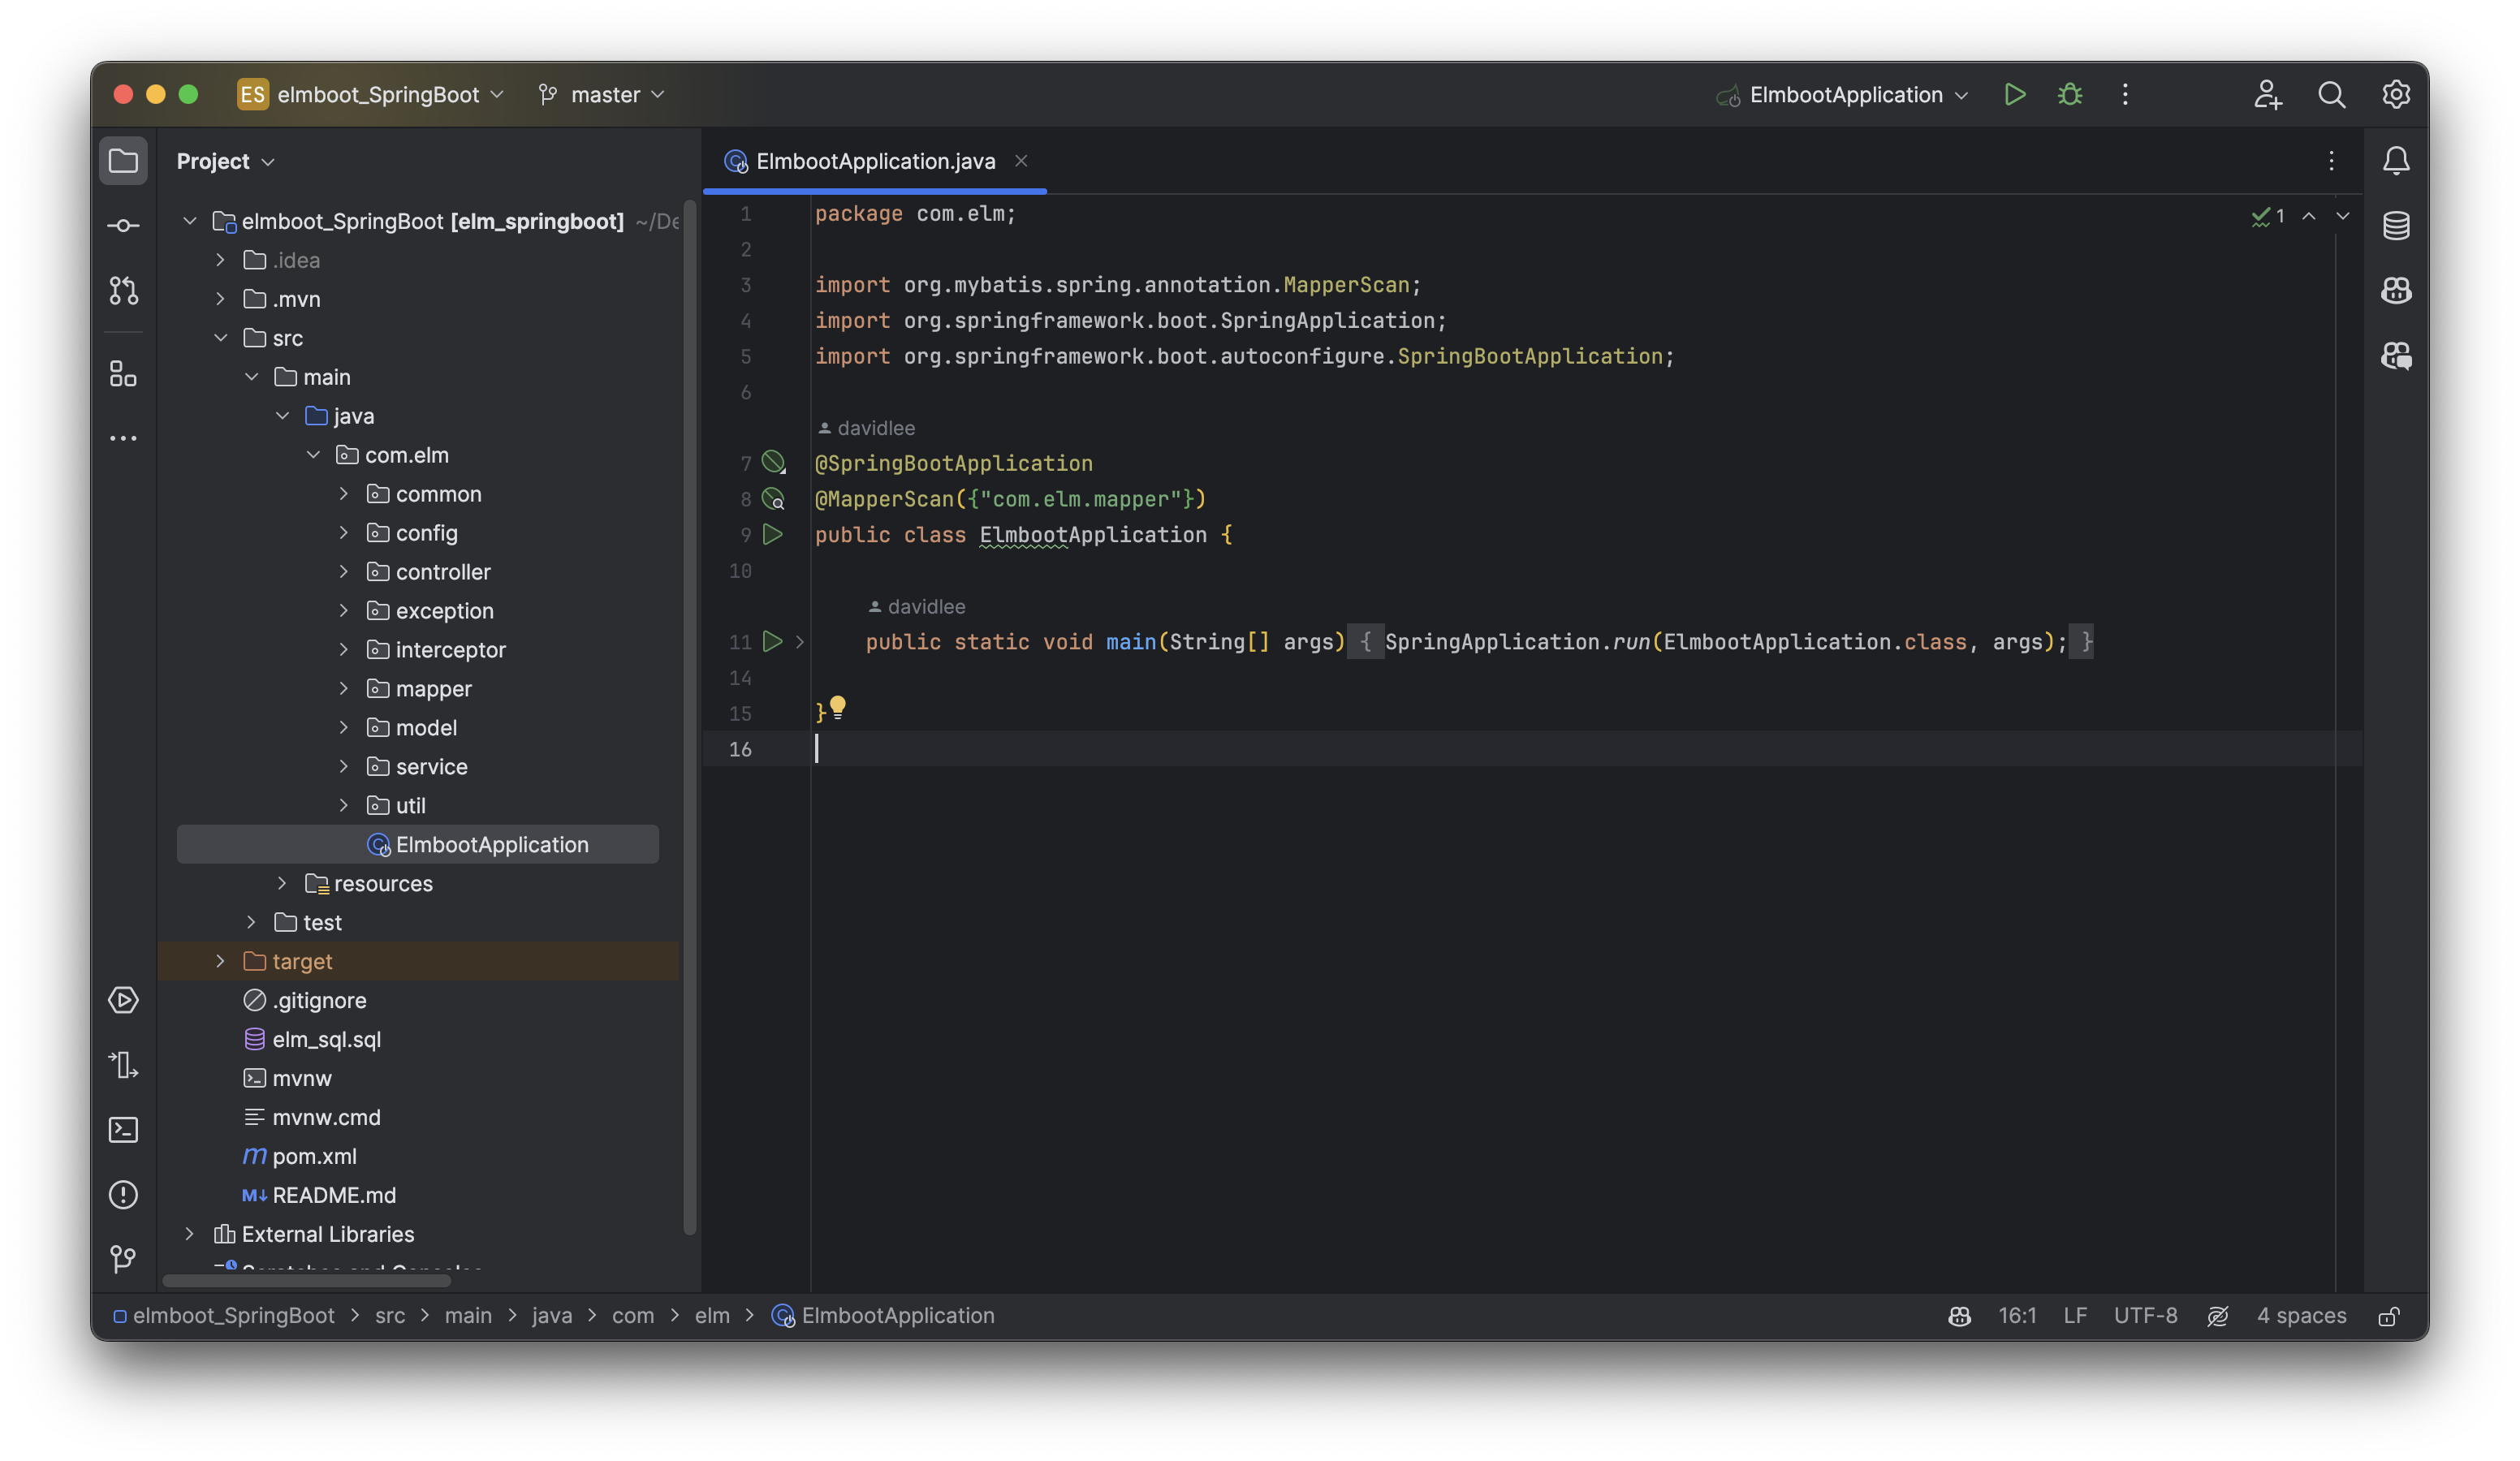 ES elmboot_SpringBoot master ElmbootApplication
Project
elmboot_SpringBoot [elm_springboot] ~/De
.idea
.mvn
src
main
java
com.elm
common
config
controller
exception
interceptor
mapper
model
service
util
ElmbootApplication
resources
test
target
.gitignore
elm_sql.sql
mvnw
mvnw.cmd
pom.xml
README.md
External Libraries
Scratches and Consoles
ElmbootApplication.java
1 package com.elm;
2
3 import org.mybatis.spring.annotation.MapperScan;
4 import org.springframework.boot.SpringApplication;
5 import org.springframework.boot.autoconfigure.SpringBootApplication;
6
davidlee
7 @SpringBootApplication
8 @MapperScan({"com.elm.mapper"})
9 public class ElmbootApplication {
10
davidlee
11 public static void main(String[] args) { SpringApplication.run(ElmbootApplication.class, args); }
14
15 }
16
1
elmboot_SpringBoot > src > main > java > com > elm > ElmbootApplication
16:1 LF UTF-8 4 spaces